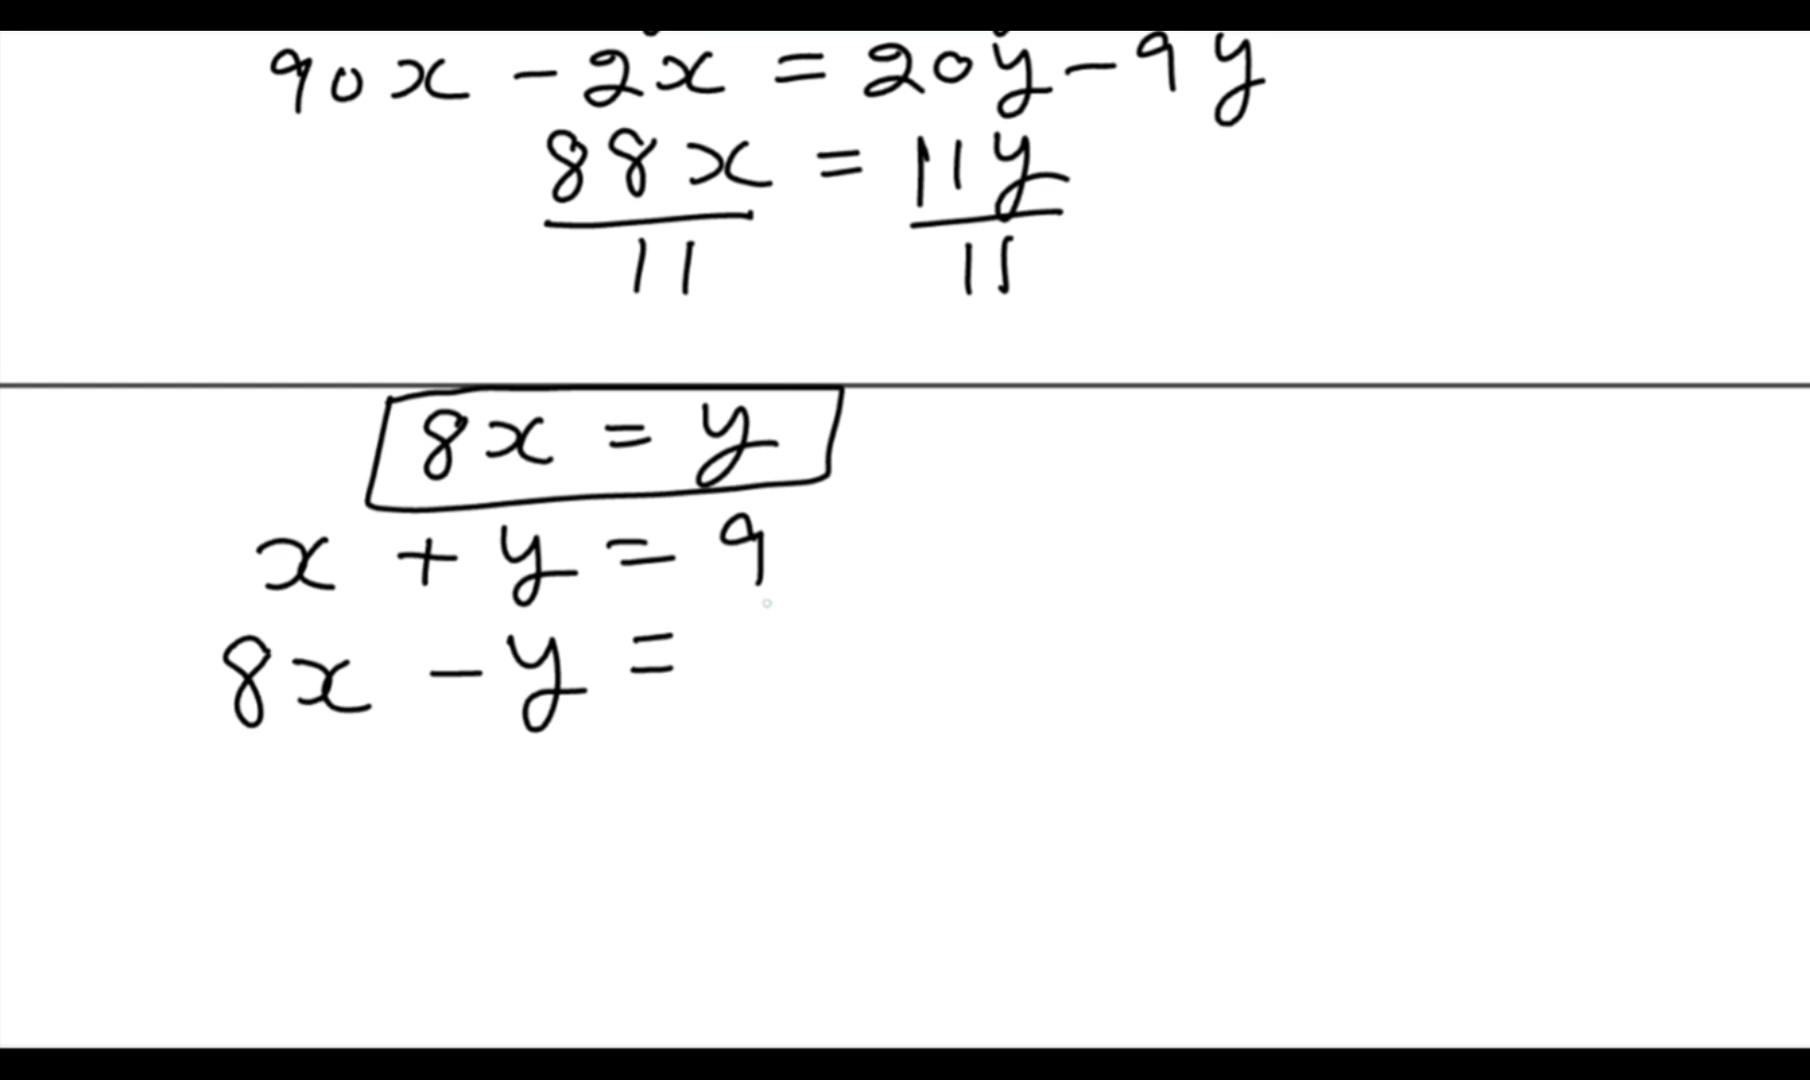 90x - 2x = 20y - 9y
88x = 11y
11 11
8x = y
x + y = 9
8x - y =